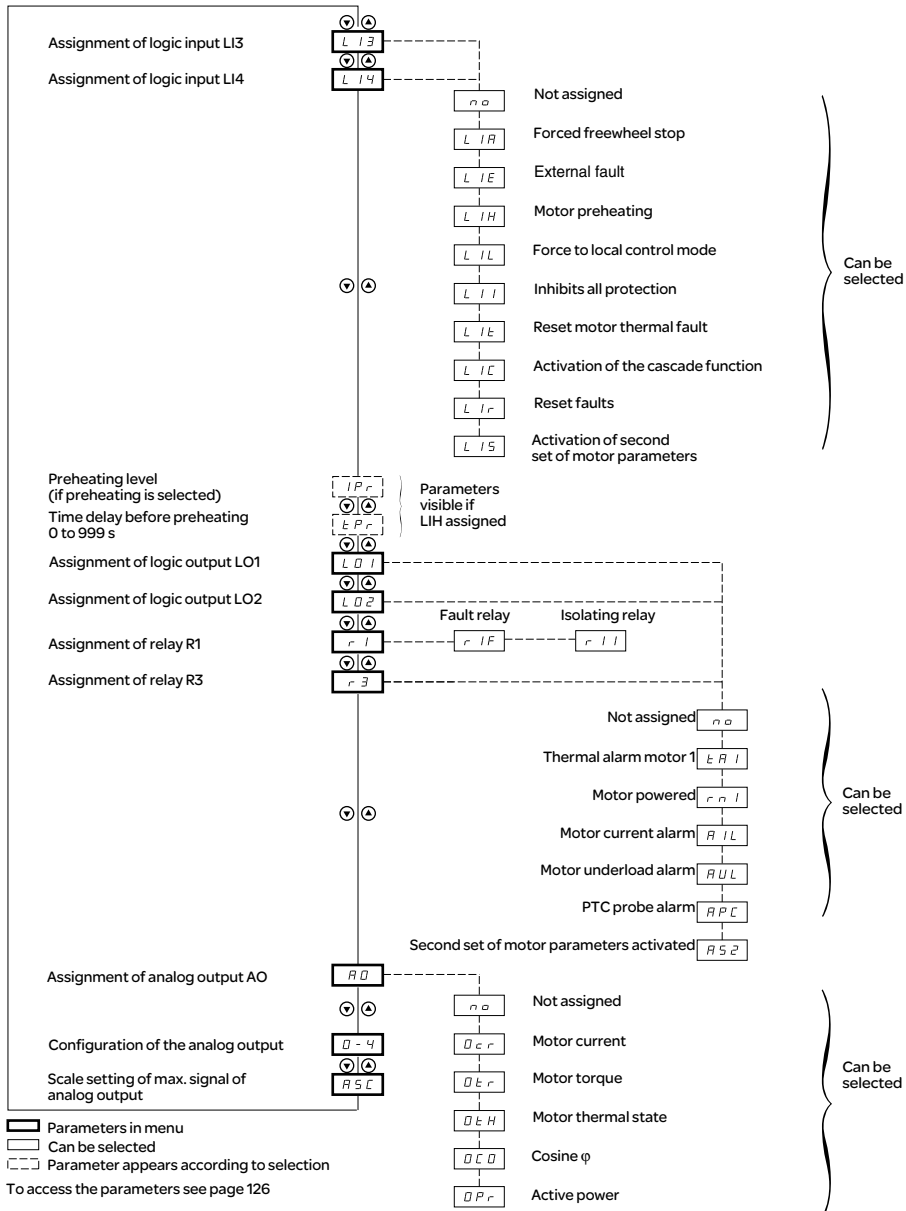 Assignment of logic input LI3
LI3
Assignment of logic input LI4
LI4
no
Not assigned
LIA
Forced freewheel stop
LIE
External fault
LIH
Motor preheating
LIL
Force to local control mode
LII
Inhibits all protection
LIt
Reset motor thermal fault
LIC
Activation of the cascade function
LIr
Reset faults
LIS
Activation of second
set of motor parameters
Can be
selected
Preheating level
(if preheating is selected)
IPr
Time delay before preheating
0 to 999 s
tPr
Parameters
visible if
LIH assigned
Assignment of logic output LO1
LO1
Assignment of logic output LO2
LO2
Assignment of relay R1
r1
Fault relay
r1F
Isolating relay
r1I
Assignment of relay R3
r3
Not assigned
no
Thermal alarm motor 1
tA1
Motor powered
rn1
Motor current alarm
AIL
Motor underload alarm
AUL
PTC probe alarm
APC
Second set of motor parameters activated
AS2
Can be
selected
Assignment of analog output AO
AO
no
Not assigned
Configuration of the analog output
O-4
Ocr
Motor current
Scale setting of max. signal of
analog output
ASC
Otr
Motor torque
OtH
Motor thermal state
OCO
Cosine φ
OPr
Active power
Can be
selected
Parameters in menu
Can be selected
Parameter appears according to selection
To access the parameters see page 126